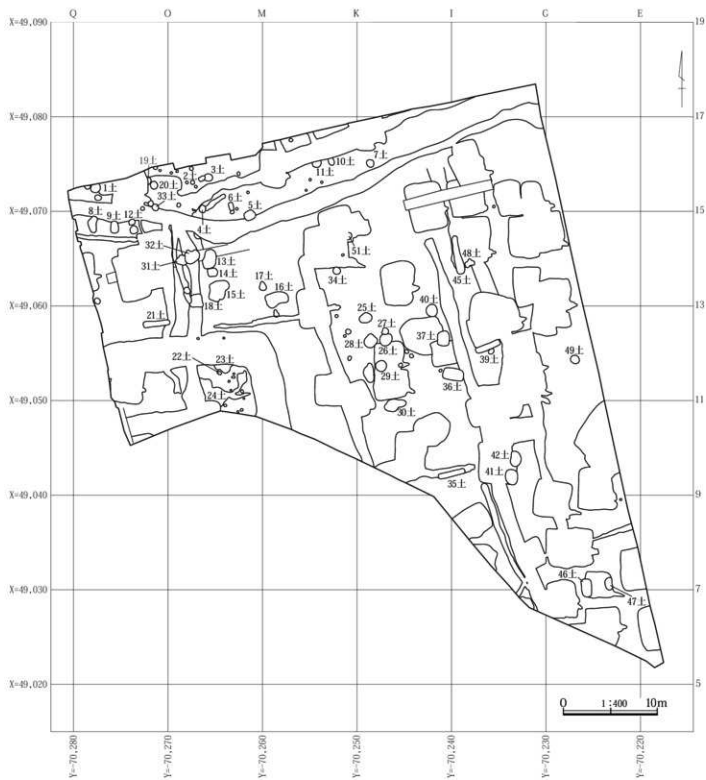 Q O M K I G E
X=49,090 19
X=49,080 17
19土 3土 10土 7土
2土 11土
1土 20土
33土 6土
X=49,070 8土 9土 12土 5土 15
4土
32土 51土
31土 13土 48土
14土 17土 34土 45土
15土 16土
X=49,060 18土 40土 13
21土 25土 27土
28土 37土
26土 39土
22土 23土 29土 49土
36土
24土 30土
X=49,050 11
42土
35土 41土
X=49,040 9
46土
X=49,030 7
47土
X=49,020 5
0 1:400 10m
Y=-70,280 Y=-70,270 Y=-70,260 Y=-70,250 Y=-70,240 Y=-70,230 Y=-70,220